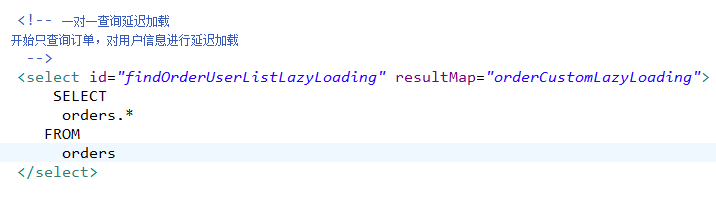 <!-- 一对一查询延迟加载
开始只查询订单，对用户信息进行延迟加载
-->
<select id="findOrderUserListLazyLoading" resultMap="orderCustomLazyLoading">
SELECT
orders.*
FROM
orders
</select>